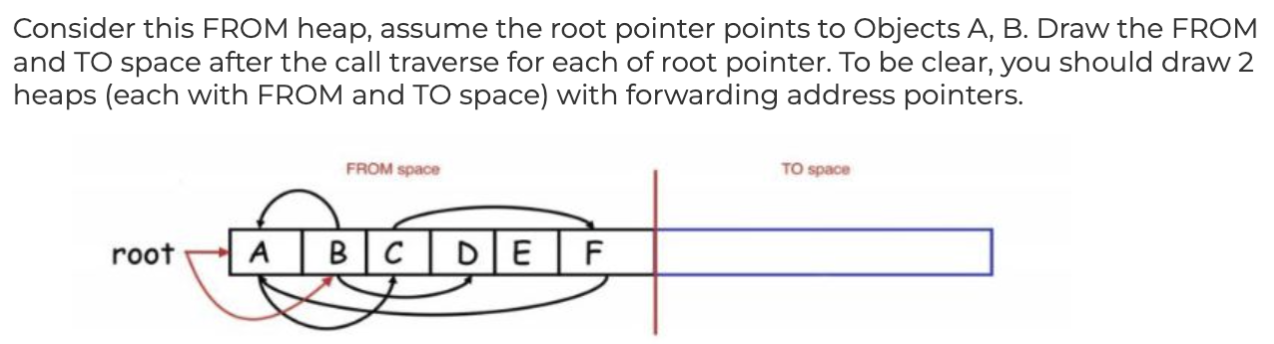 Consider this FROM heap, assume the root pointer points to Objects A, B. Draw the FROM
and TO space after the call traverse for each of root pointer. To be clear, you should draw 2
heaps (each with FROM and TO space) with forwarding address pointers.
FROM space
TO space
root A B C D E F